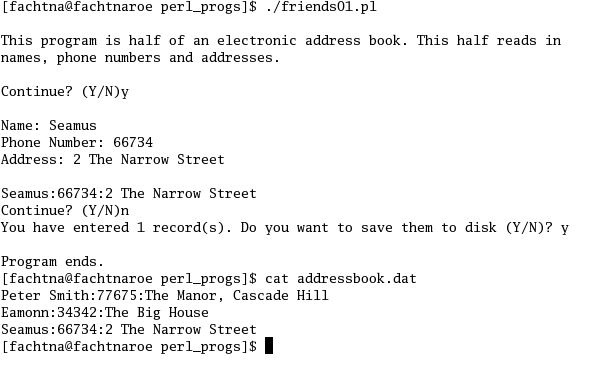 [fachtna@fachtnaroe perl_progs]$ ./friends01.pl
This program is half of an electronic address book. This half reads in
names, phone numbers and addresses.
Continue? (Y/N)y
Name: Seamus
Phone Number: 66734
Address: 2 The Narrow Street
Seamus:66734:2 The Narrow Street
Continue? (Y/N)n
You have entered 1 record(s). Do you want to save them to disk (Y/N)? y
Program ends.
[fachtna@fachtnaroe perl_progs]$ cat addressbook.dat
Peter Smith:77675:The Manor, Cascade Hill
Eamonn:34342:The Big House
Seamus:66734:2 The Narrow Street
[fachtna@fachtnaroe perl_progs]$